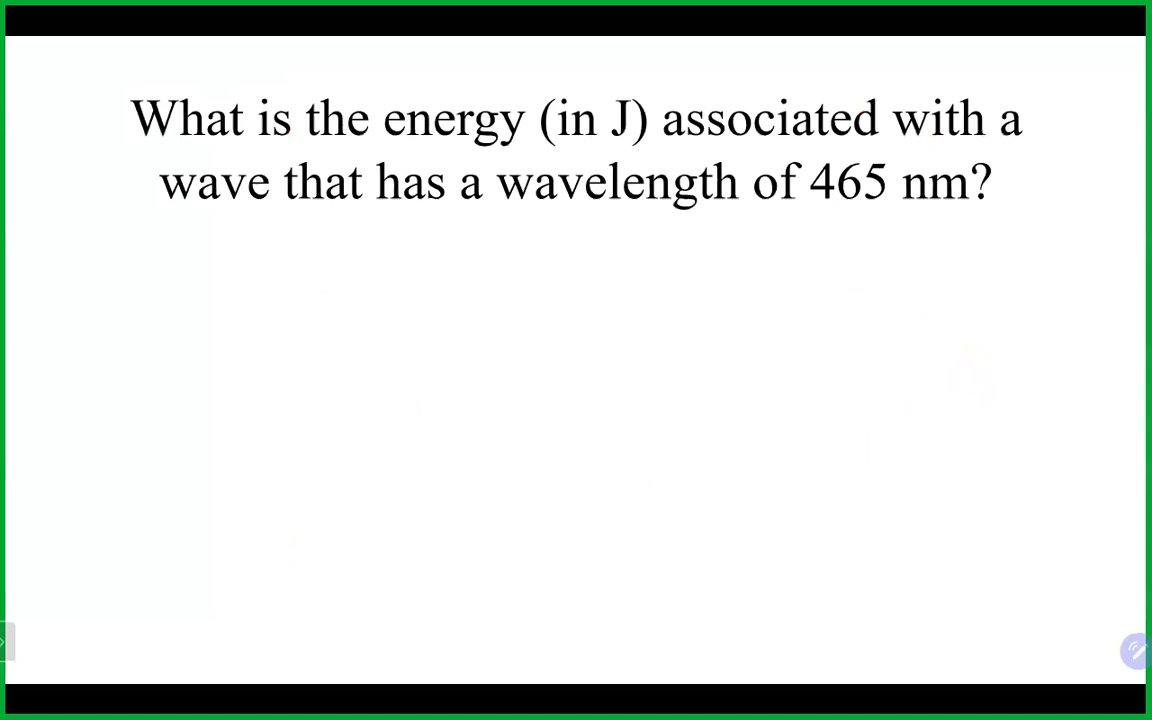 What is the energy (in J) associated with a
wave that has a wavelength of 465 nm?